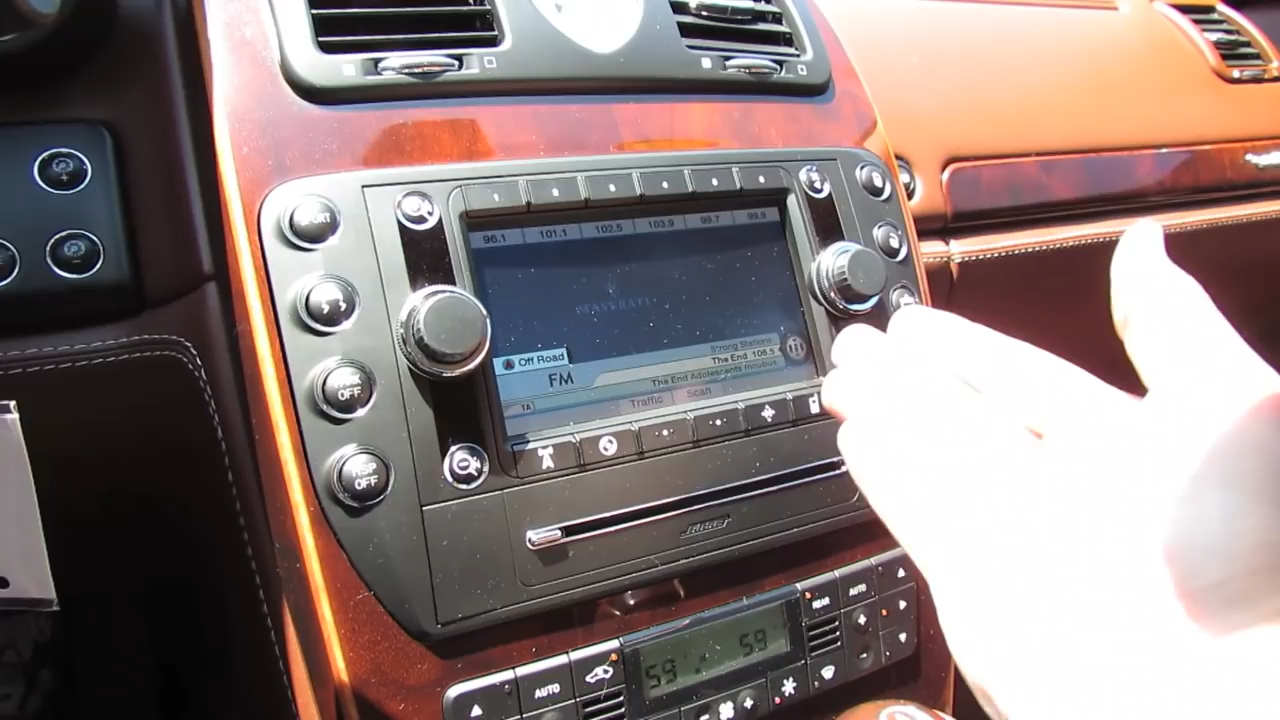 SPORT
96.1 101.1 102.5 103.9 99.7 99.9
MASERATI
Off Road
Strong Stations
FM
The End 106.5
The End Adolescents Incubus
TA
Traffic
Scan
OFF
MSP
OFF
BOSE
REAR
AUTO
AUTO
59
59